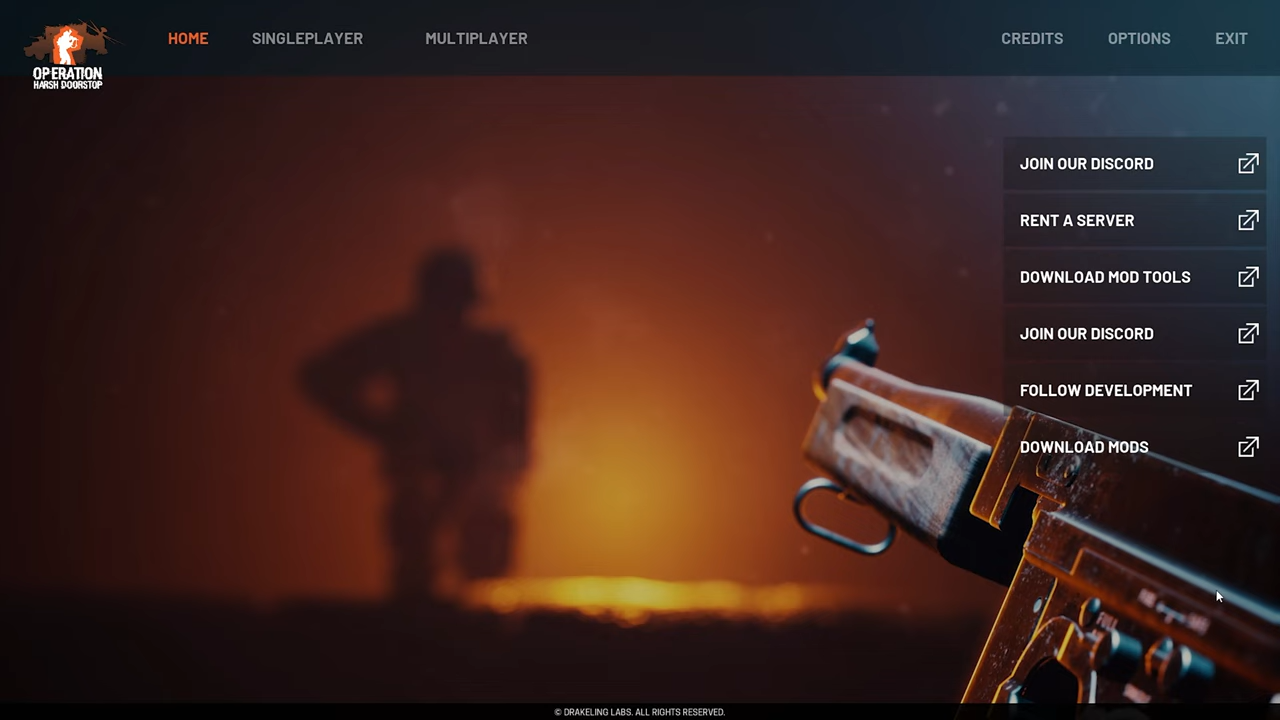 OPERATION
HARSH DOORSTOP
HOME
SINGLEPLAYER
MULTIPLAYER
CREDITS
OPTIONS
EXIT
JOIN OUR DISCORD
RENT A SERVER
DOWNLOAD MOD TOOLS
JOIN OUR DISCORD
FOLLOW DEVELOPMENT
DOWNLOAD MODS
FULL
© DRAKELING LABS. ALL RIGHTS RESERVED.